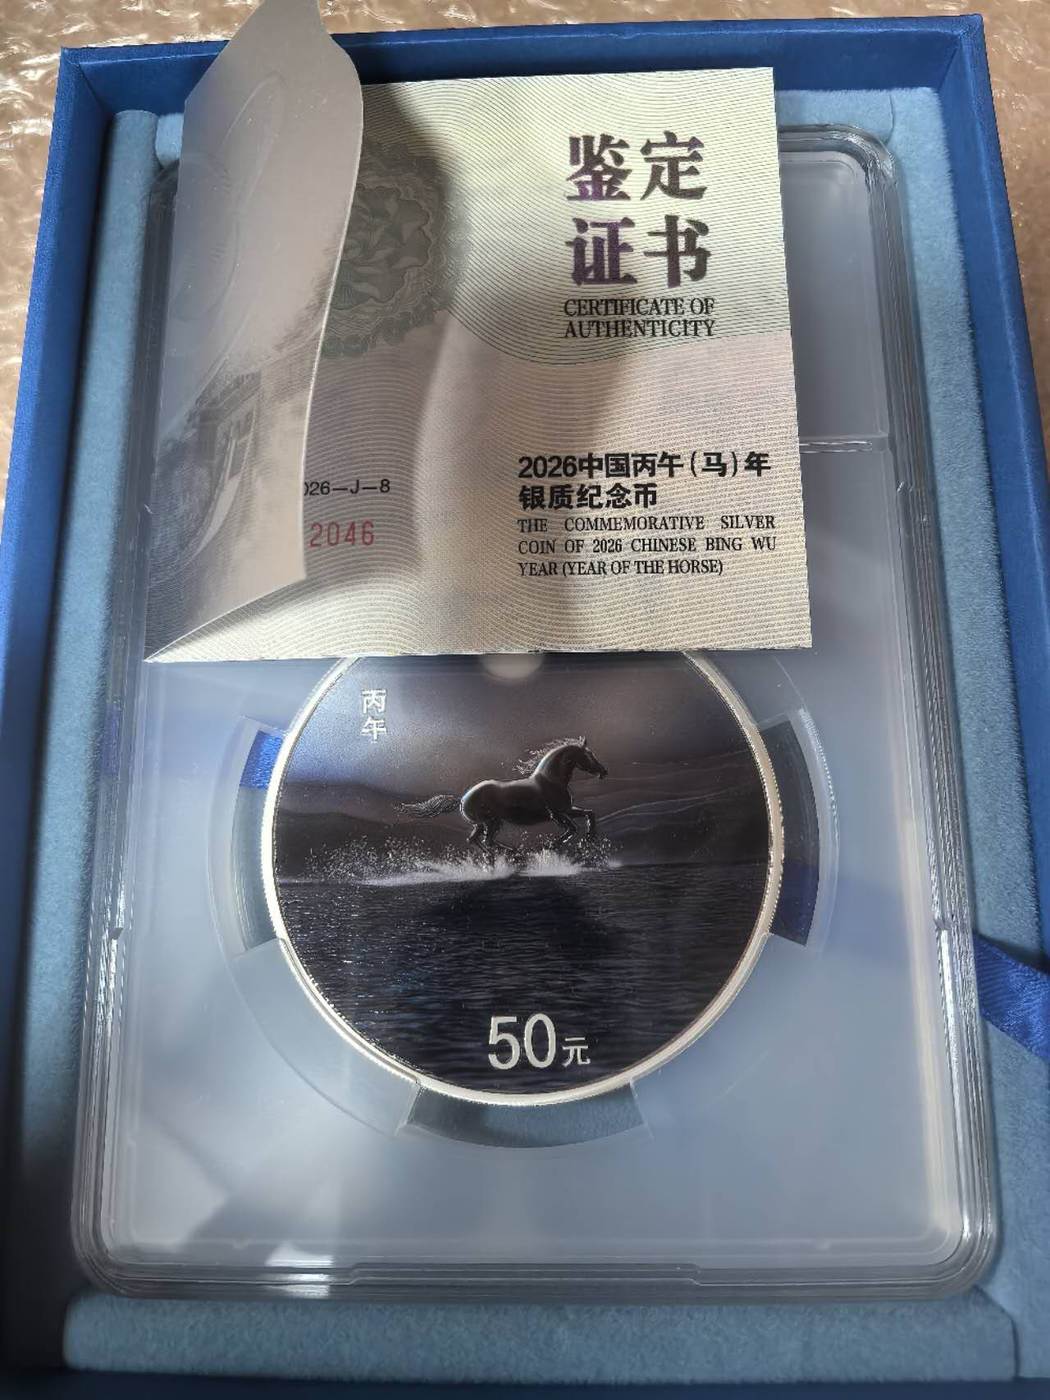 鉴定
证书
CERTIFICATE OF
AUTHENTICITY
2026中国丙午(马)年
银质纪念币
THE COMMEMORATIVE SILVER
COIN OF 2026 CHINESE BING WU
YEAR (YEAR OF THE HORSE)
026-J-8
2046
丙午
50元